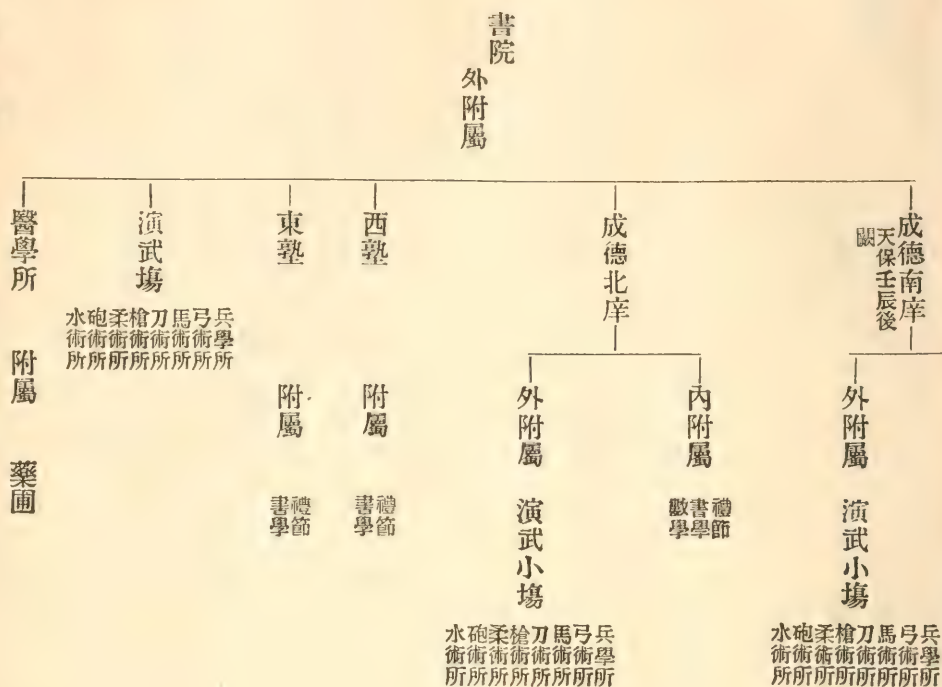 書院
外附屬
成德南庠
天保壬辰後
闕
外附屬 演武小塲
兵學所
弓術所
馬術所
刀術所
槍術所
柔術所
砲術所
水術所
成德北庠
內附屬
禮節
書學
數學
外附屬 演武小塲
兵學所
弓術所
馬術所
刀術所
槍術所
柔術所
砲術所
水術所
西塾 附屬
禮節
書學
東塾 附屬
禮節
書學
演武塲
兵學所
弓術所
馬術所
刀術所
槍術所
柔術所
砲術所
水術所
醫學所 附屬 藥圃